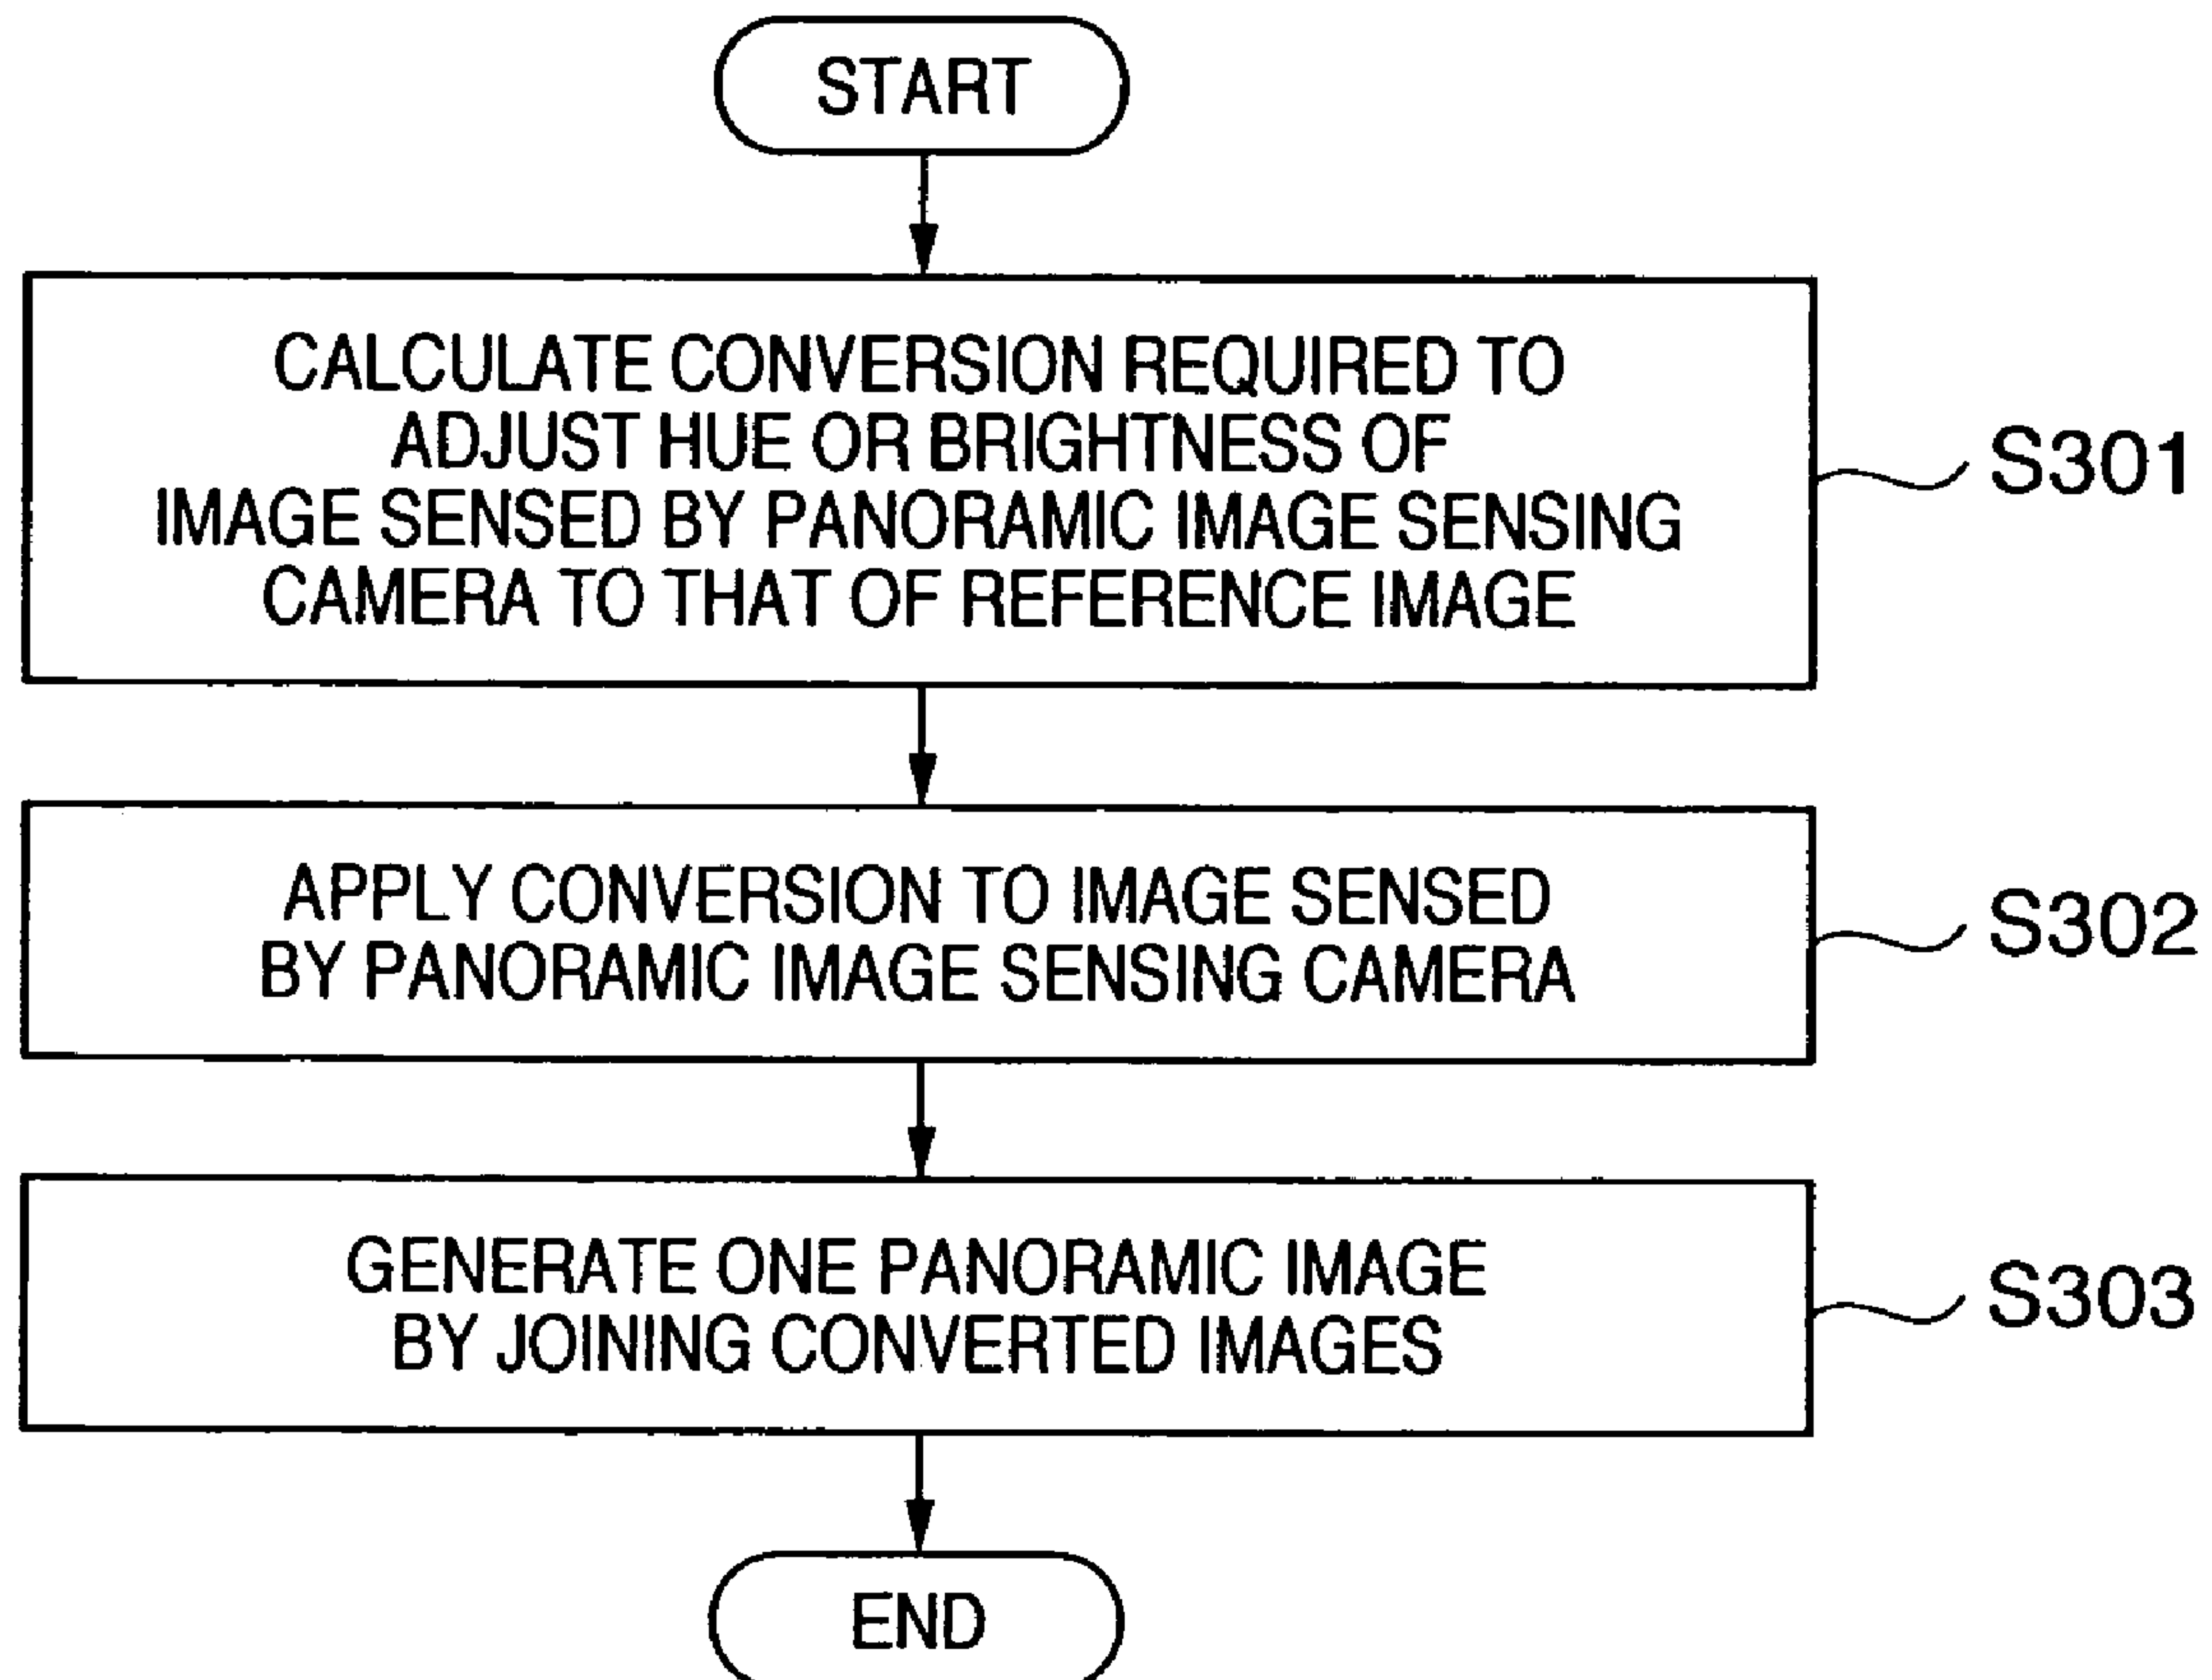 START
CALCULATE CONVERSION REQUIRED TO
ADJUST HUE OR BRIGHTNESS OF
IMAGE SENSED BY PANORAMIC IMAGE SENSING
CAMERA TO THAT OF REFERENCE IMAGE
S301
APPLY CONVERSION TO IMAGE SENSED
BY PANORAMIC IMAGE SENSING CAMERA
S302
GENERATE ONE PANORAMIC IMAGE
BY JOINING CONVERTED IMAGES
S303
END